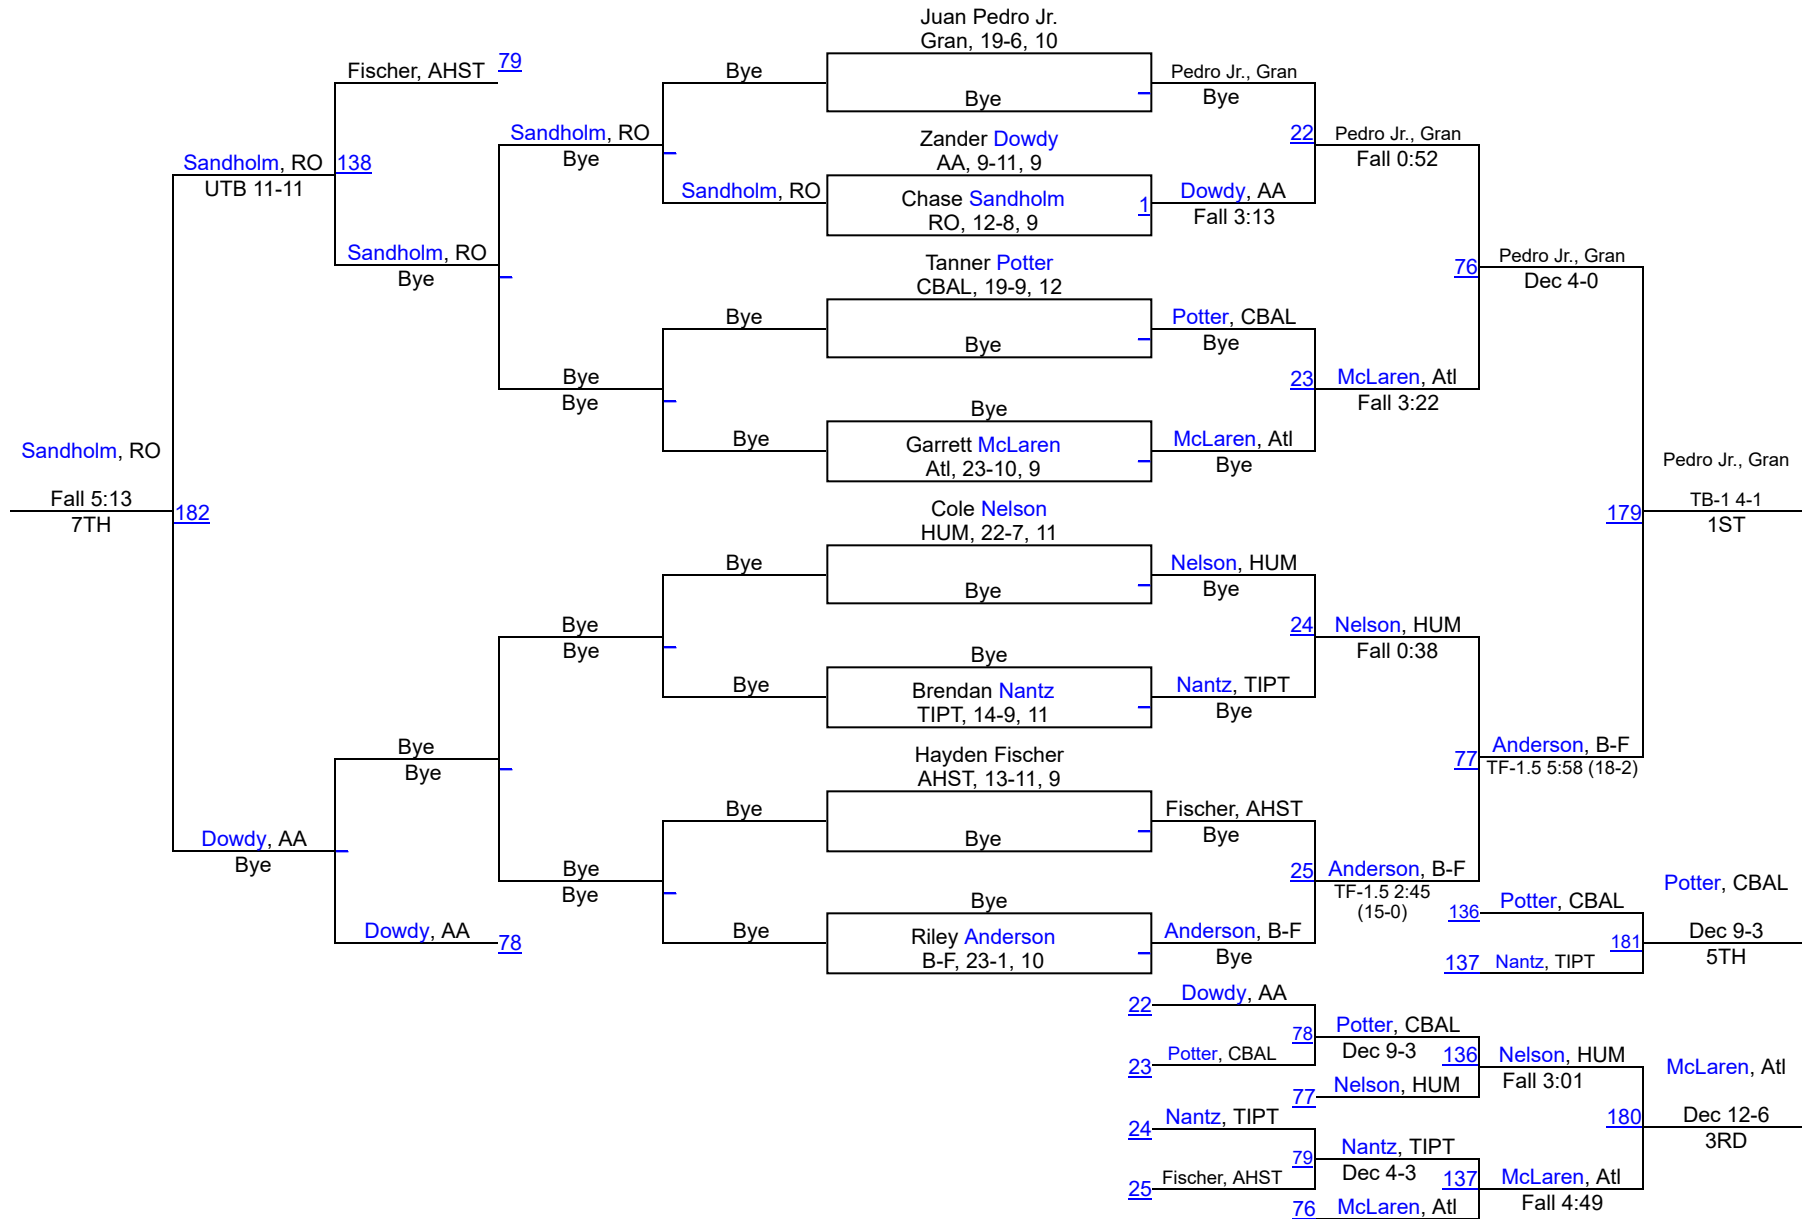 Juan Pedro Jr.
Gran, 19-6, 10
Bye
Zander Dowdy
AA, 9-11, 9
Chase Sandholm
RO, 12-8, 9
1
Tanner Potter
CBAL, 19-9, 12
Bye
Bye
Garrett McLaren
Atl, 23-10, 9
Cole Nelson
HUM, 22-7, 11
Bye
Bye
Brendan Nantz
TIPT, 14-9, 11
Hayden Fischer
AHST, 13-11, 9
Bye
Bye
Riley Anderson
B-F, 23-1, 10
Pedro Jr., Gran
Bye
22
Dowdy, AA
Fall 3:13
Potter, CBAL
Bye
23
McLaren, Atl
Bye
Nelson, HUM
Bye
24
Nantz, TIPT
Bye
Fischer, AHST
Bye
25
Anderson, B-F
Bye
Pedro Jr., Gran
Fall 0:52
76
McLaren, Atl
Fall 3:22
Nelson, HUM
Fall 0:38
77
Anderson, B-F
TF-1.5 2:45
(15-0)
Pedro Jr., Gran
Dec 4-0
179
Anderson, B-F
TF-1.5 5:58 (18-2)
Pedro Jr., Gran
TB-1 4-1
1ST
Bye
Sandholm, RO
Bye
Bye
Bye
Bye
Bye
Bye
Sandholm, RO
Bye
Bye
Bye
Bye
Bye
Bye
Bye
Fischer, AHST 79
138
Sandholm, RO
Bye
Bye
Bye
Dowdy, AA 78
Sandholm, RO
UTB 11-11
182
Dowdy, AA
Bye
Sandholm, RO
Fall 5:13
7TH
136 Potter, CBAL
181
137 Nantz, TIPT
Potter, CBAL
Dec 9-3
5TH
22 Dowdy, AA
78
23 Potter, CBAL
Potter, CBAL
Dec 9-3
136
77 Nelson, HUM
24 Nantz, TIPT
79
25 Fischer, AHST
Nantz, TIPT
Dec 4-3
137
76 McLaren, Atl
Nelson, HUM
Fall 3:01
180
McLaren, Atl
Fall 4:49
McLaren, Atl
Dec 12-6
3RD